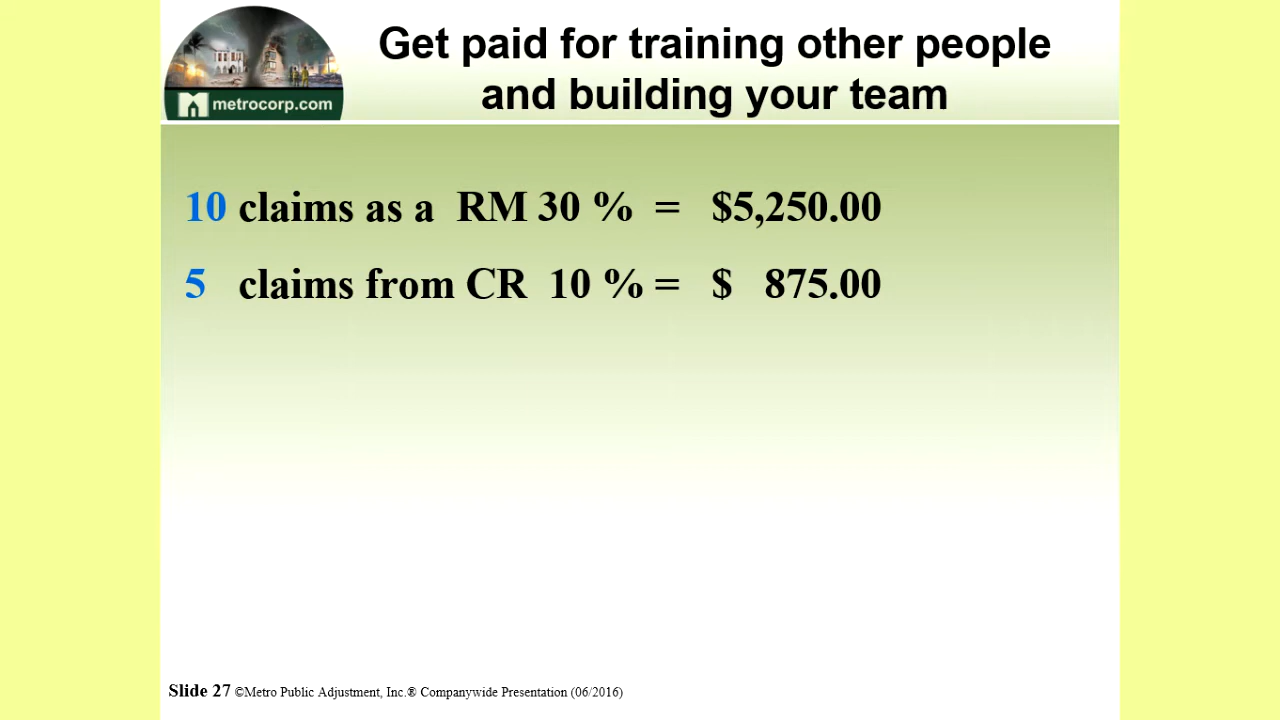 Get paid for training other people
and building your team
metrocorp.com
10 claims as a RM 30 % = $5,250.00
5 claims from CR 10 % = $ 875.00
Slide 27 ©Metro Public Adjustment, Inc.® Companywide Presentation (06/2016)